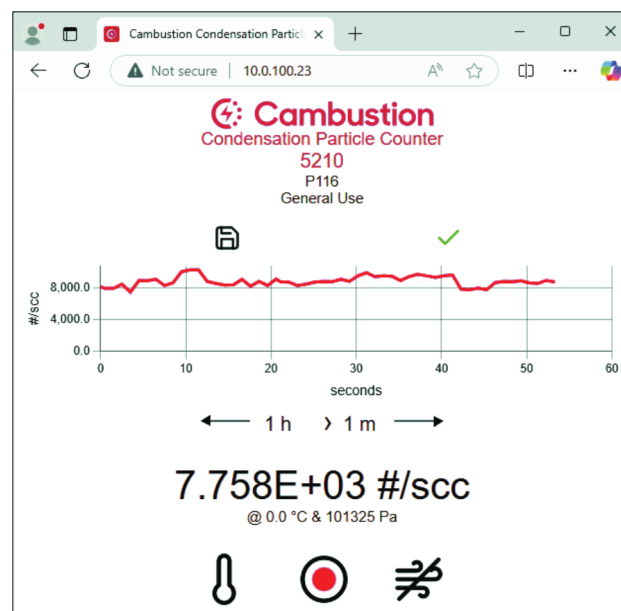 Cambustion Condensation Partic
Not secure | 10.0.100.23
Cambustion
Condensation Particle Counter
5210
P116
General Use
#/scc
8,000.0
4,000.0
0.0
0 10 20 30 40 50 60
seconds
1 h › 1 m
7.758E+03 #/scc
@ 0.0 °C & 101325 Pa